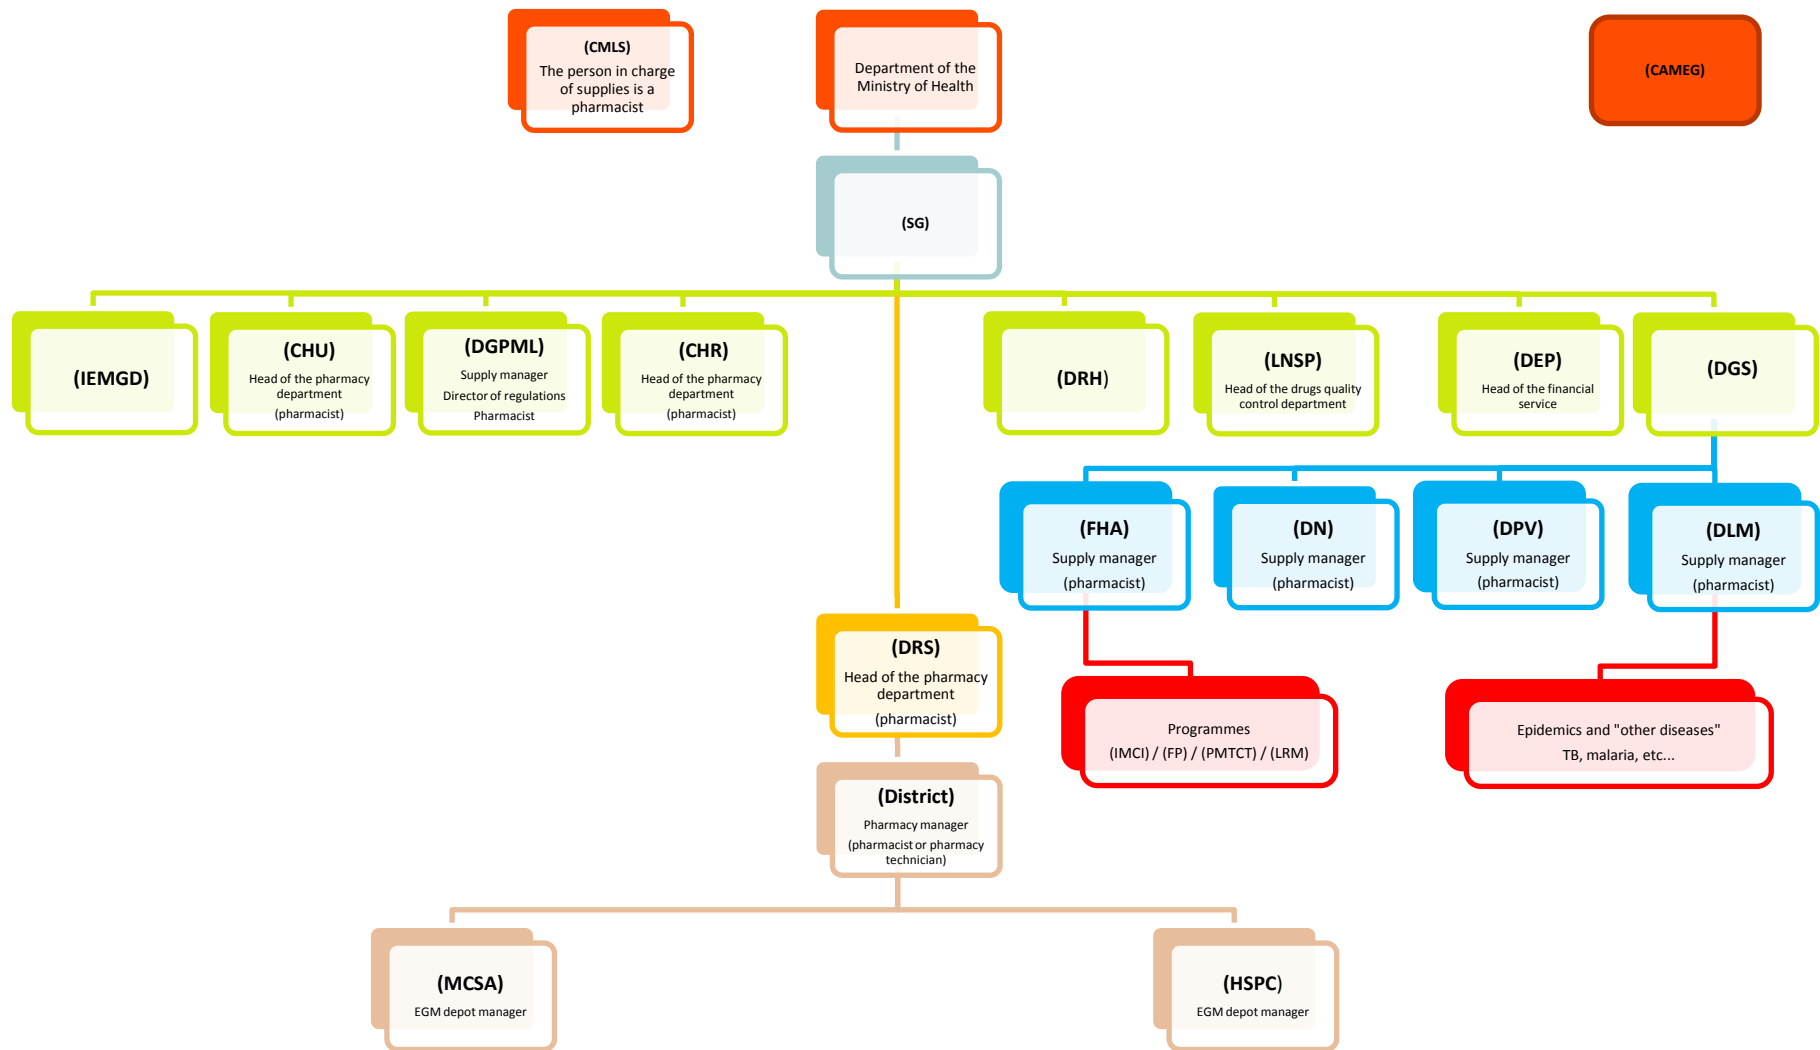 (CMLS)
The person in charge
of supplies is a
pharmacist
Department of the
Ministry of Health
(CAMEG)
(SG)
(IEMGD)
(CHU)
Head of the pharmacy
department
(pharmacist)
(DGPML)
Supply manager
Director of regulations
Pharmacist
(CHR)
Head of the pharmacy
department
(pharmacist)
(DRH)
(LNSP)
Head of the drugs quality
control department
(DEP)
Head of the financial
service
(DGS)
(FHA)
Supply manager
(pharmacist)
(DN)
Supply manager
(pharmacist)
(DPV)
Supply manager
(pharmacist)
(DLM)
Supply manager
(pharmacist)
(DRS)
Head of the pharmacy
department
(pharmacist)
Programmes
(IMCI) / (FP) / (PMTCT) / (LRM)
Epidemics and "other diseases"
TB, malaria, etc...
(District)
Pharmacy manager
(pharmacist or pharmacy
technician)
(MCSA)
EGM depot manager
(HSPC)
EGM depot manager